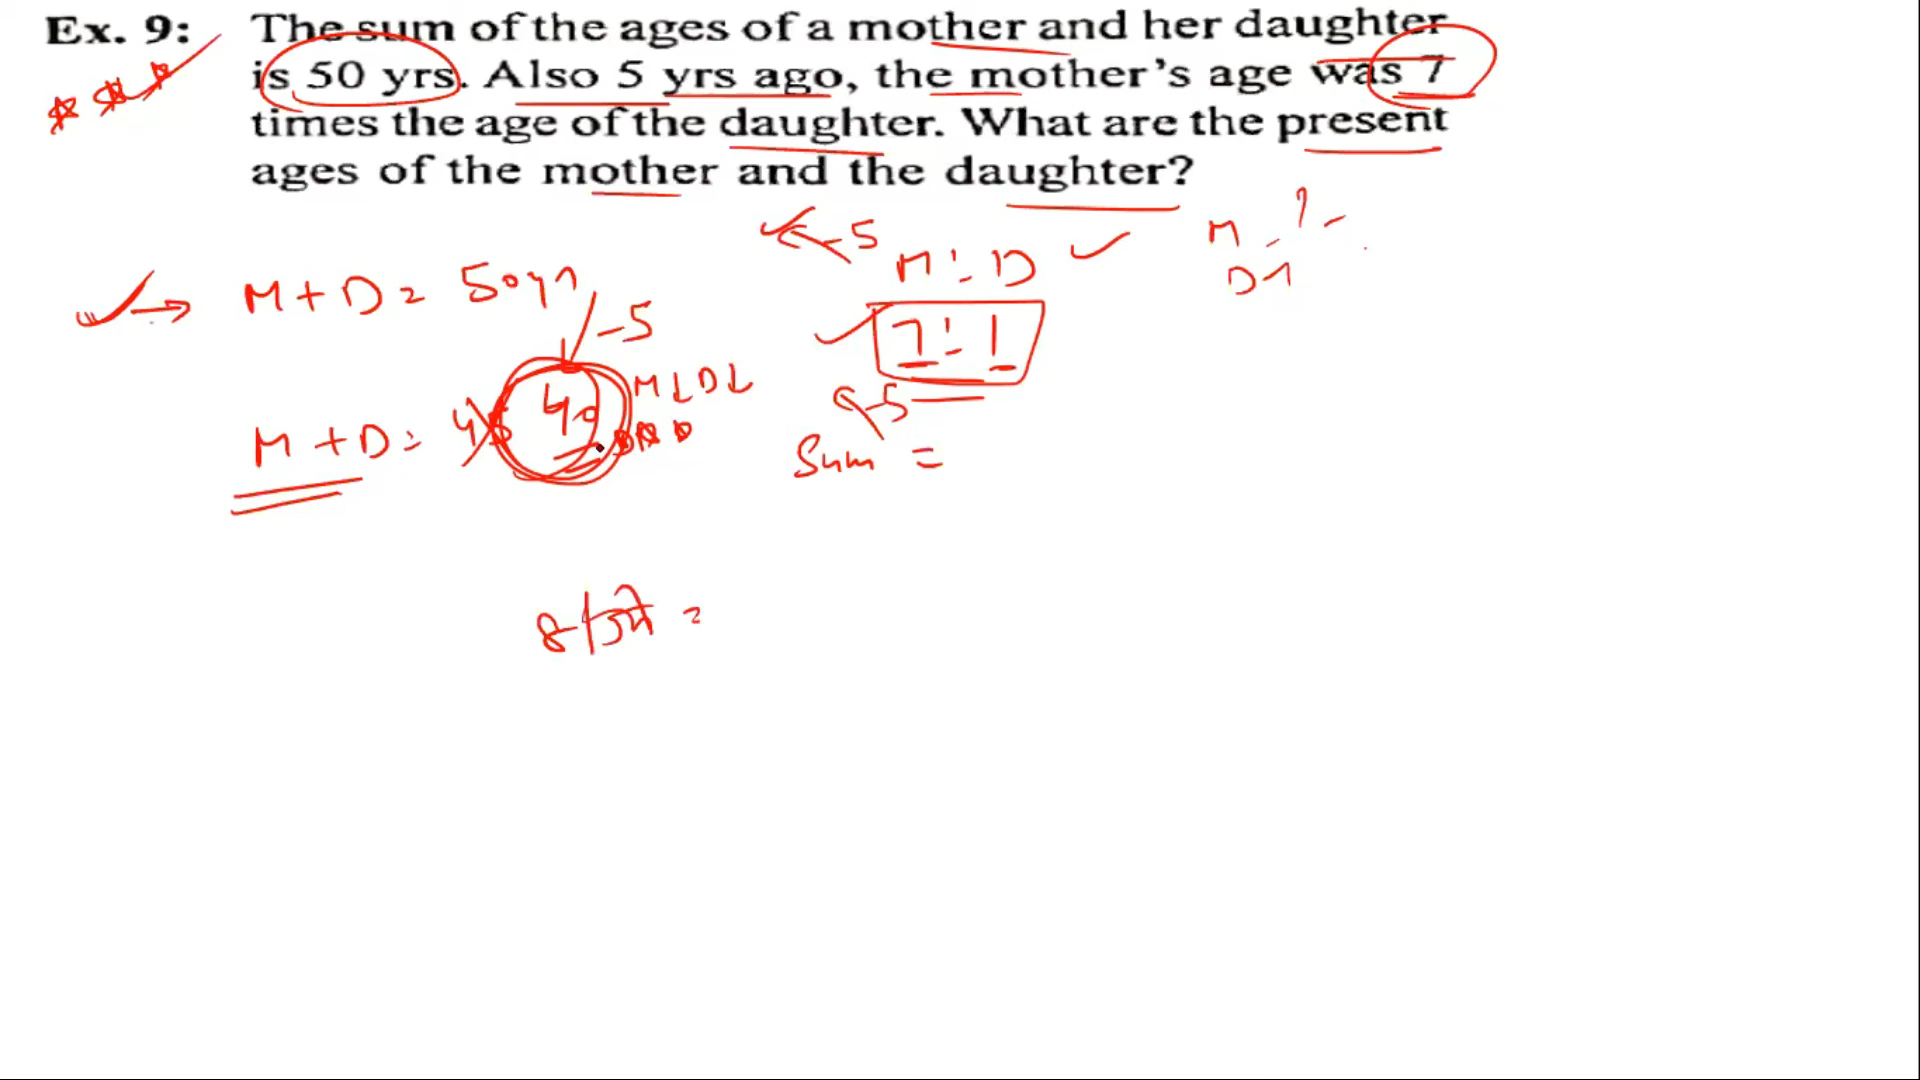 Ex. 9: The sum of the ages of a mother and her daughter
is 50 yrs. Also 5 yrs ago, the mother's age was 7
times the age of the daughter. What are the present
ages of the mother and the daughter?
-5
M : D
M - ?
D -
M + D = 50yr
-5
7 : 1
M + D = 45 40 M↓ D↓
-5
Sum =